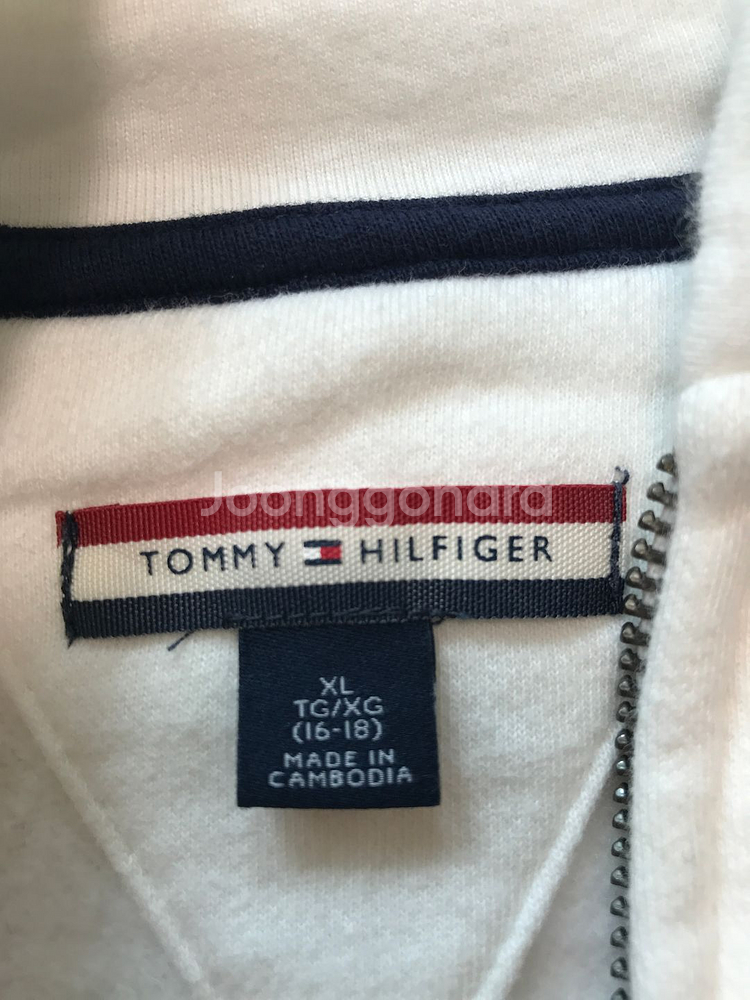 Joonggonara
TOMMY HILFIGER
XL
TG/XG
(16-18)
MADE IN
CAMBODIA